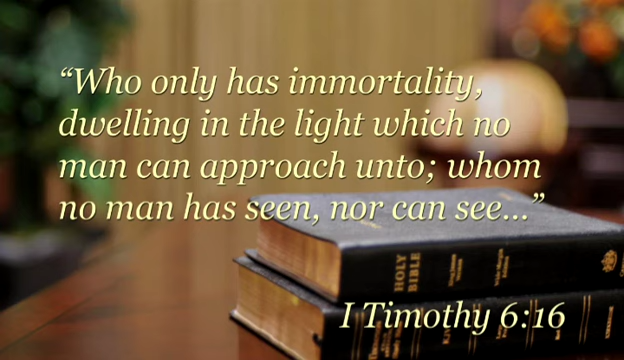 “Who only has immortality,
dwelling in the light which no
man can approach unto; whom
no man has seen, nor can see...”
HOLY
BIBLE
I Timothy 6:16